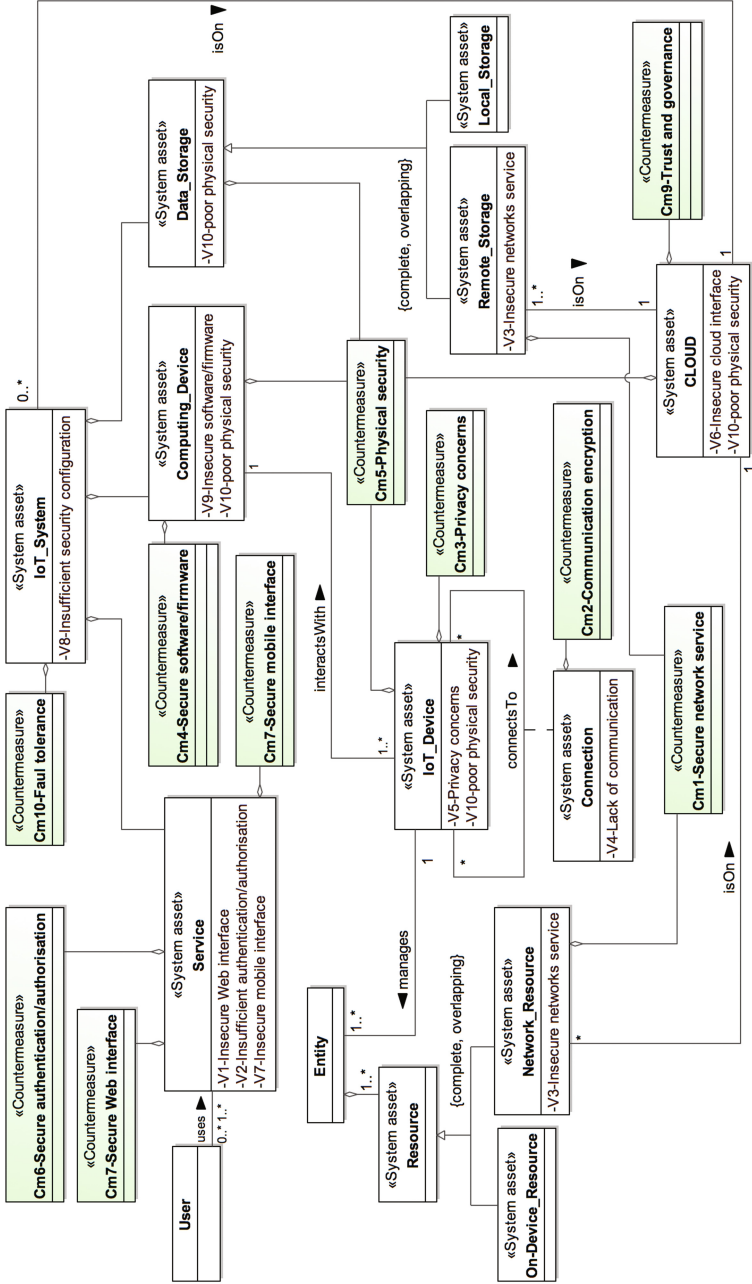 «Countermeasure»
Cm6-Secure authentication/authorisation
«Countermeasure»
Cm7-Secure Web interface
User
uses ▶
0..* 1..*
«System asset»
Service
-V1-Insecure Web interface
-V2-Insufficient authentication/authorisation
-V7-Insecure mobile interface
«Countermeasure»
Cm10-Faul tolerance
«System asset»
IoT_System
-V8-Insufficient security configuration
0..*
isOn ▶
«Countermeasure»
Cm4-Secure software/firmware
«Countermeasure»
Cm7-Secure mobile interface
«System asset»
Computing_Device
-V9-Insecure software/firmware
-V10-poor physical security
1
«System asset»
Data_Storage
-V10-poor physical security
{complete, overlapping}
«System asset»
Local_Storage
«System asset»
Remote_Storage
-V3-Insecure networks service
1..*
isOn ▶
1
interactsWith ▶
1..*
«Countermeasure»
Cm5-Physical security
Entity
1..*
◀ manages
1
«System asset»
IoT_Device
-V5-Privacy concerns
-V10-poor physical security
«Countermeasure»
Cm3-Privacy concerns
*
connectsTo ▶
*
1..*
«System asset»
Resource
{complete, overlapping}
«System asset»
On-Device_Resource
«System asset»
Network_Resource
-V3-Insecure networks service
*
«System asset»
Connection
-V4-Lack of communication
«Countermeasure»
Cm2-Communication encryption
«Countermeasure»
Cm1-Secure network service
«System asset»
CLOUD
-V6-Insecure cloud interface
-V10-poor physical security
1
1
«Countermeasure»
Cm9-Trust and governance
isOn ▶